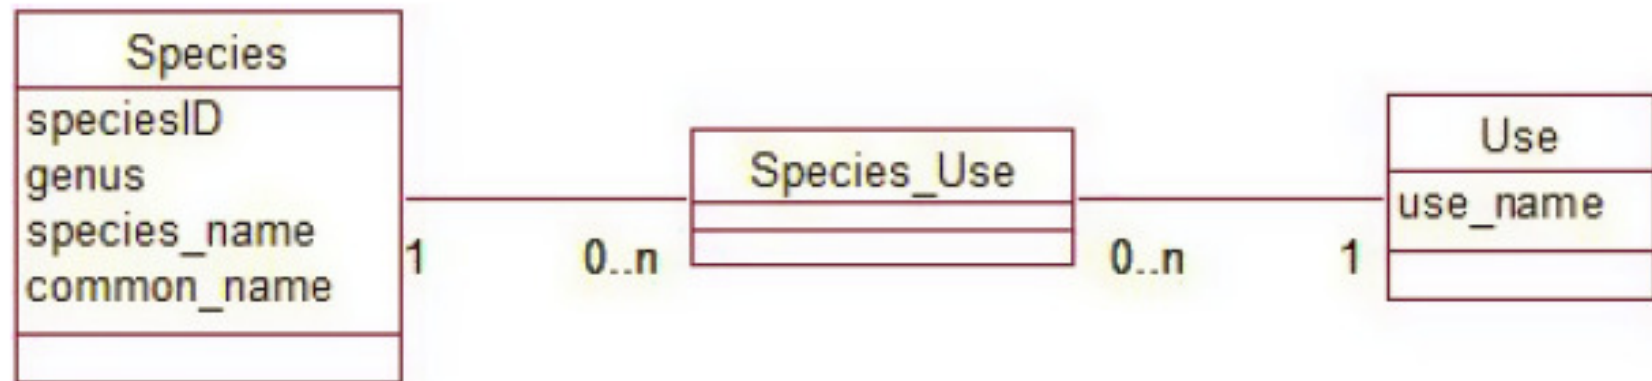 Species
speciesID
genus
species_name
common_name
1
0..n
Species_Use
0..n
1
Use
use_name